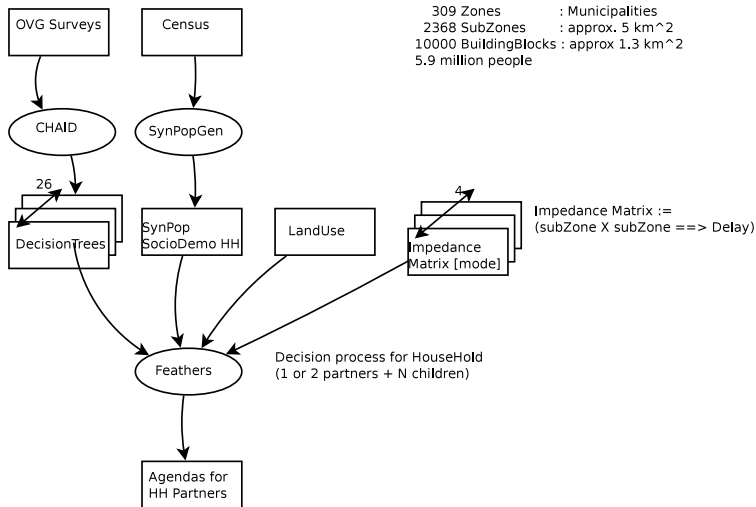 OVG Surveys
Census
309 Zones : Municipalities
2368 SubZones : approx. 5 km^2
10000 BuildingBlocks : approx 1.3 km^2
5.9 million people
CHAID
SynPopGen
26
DecisionTrees
SynPop
SocioDemo HH
LandUse
4
Impedance
Matrix [mode]
Impedance Matrix :=
(subZone X subZone ==> Delay)
Feathers
Decision process for HouseHold
(1 or 2 partners + N children)
Agendas for
HH Partners